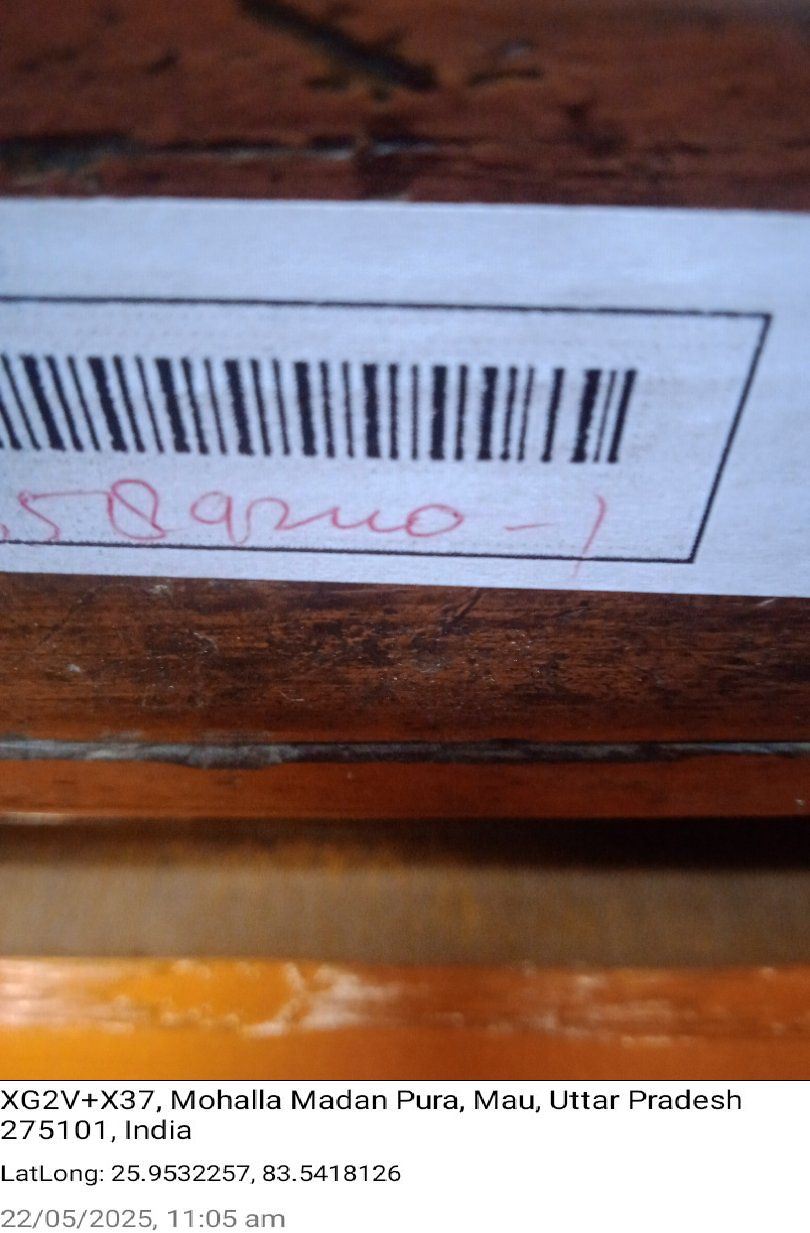 XG2V+X37, Mohalla Madan Pura, Mau, Uttar Pradesh
275101, India
LatLong: 25.9532257, 83.5418126
22/05/2025, 11:05 am